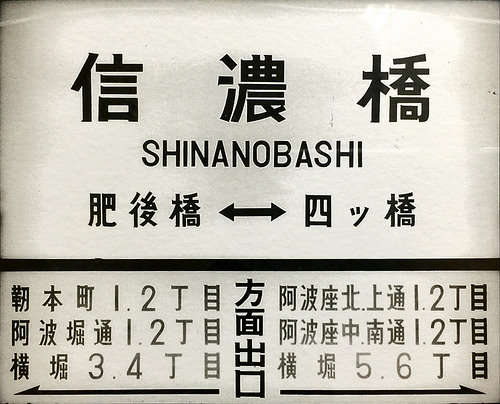 信濃橋
SHINANOBASHI
肥後橋 ↔ 四ッ橋
方面出口
靭本町 1.2丁目
阿波堀通 1.2丁目
横堀 3.4丁目
阿波座北.上通 1.2丁目
阿波座中.南通 1.2丁目
横堀 5.6丁目